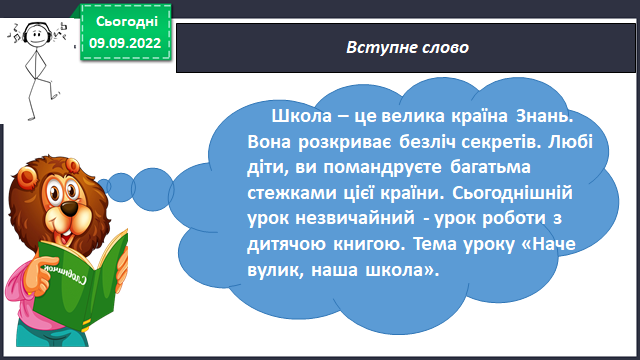 Сьогодні
09.09.2022
Вступне слово
Школа – це велика країна Знань.
Вона розкриває безліч секретів. Любі
діти, ви помандруєте багатьма
стежками цієї країни. Сьогоднішній
урок незвичайний - урок роботи з
дитячою книгою. Тема уроку «Наче
вулик, наша школа».